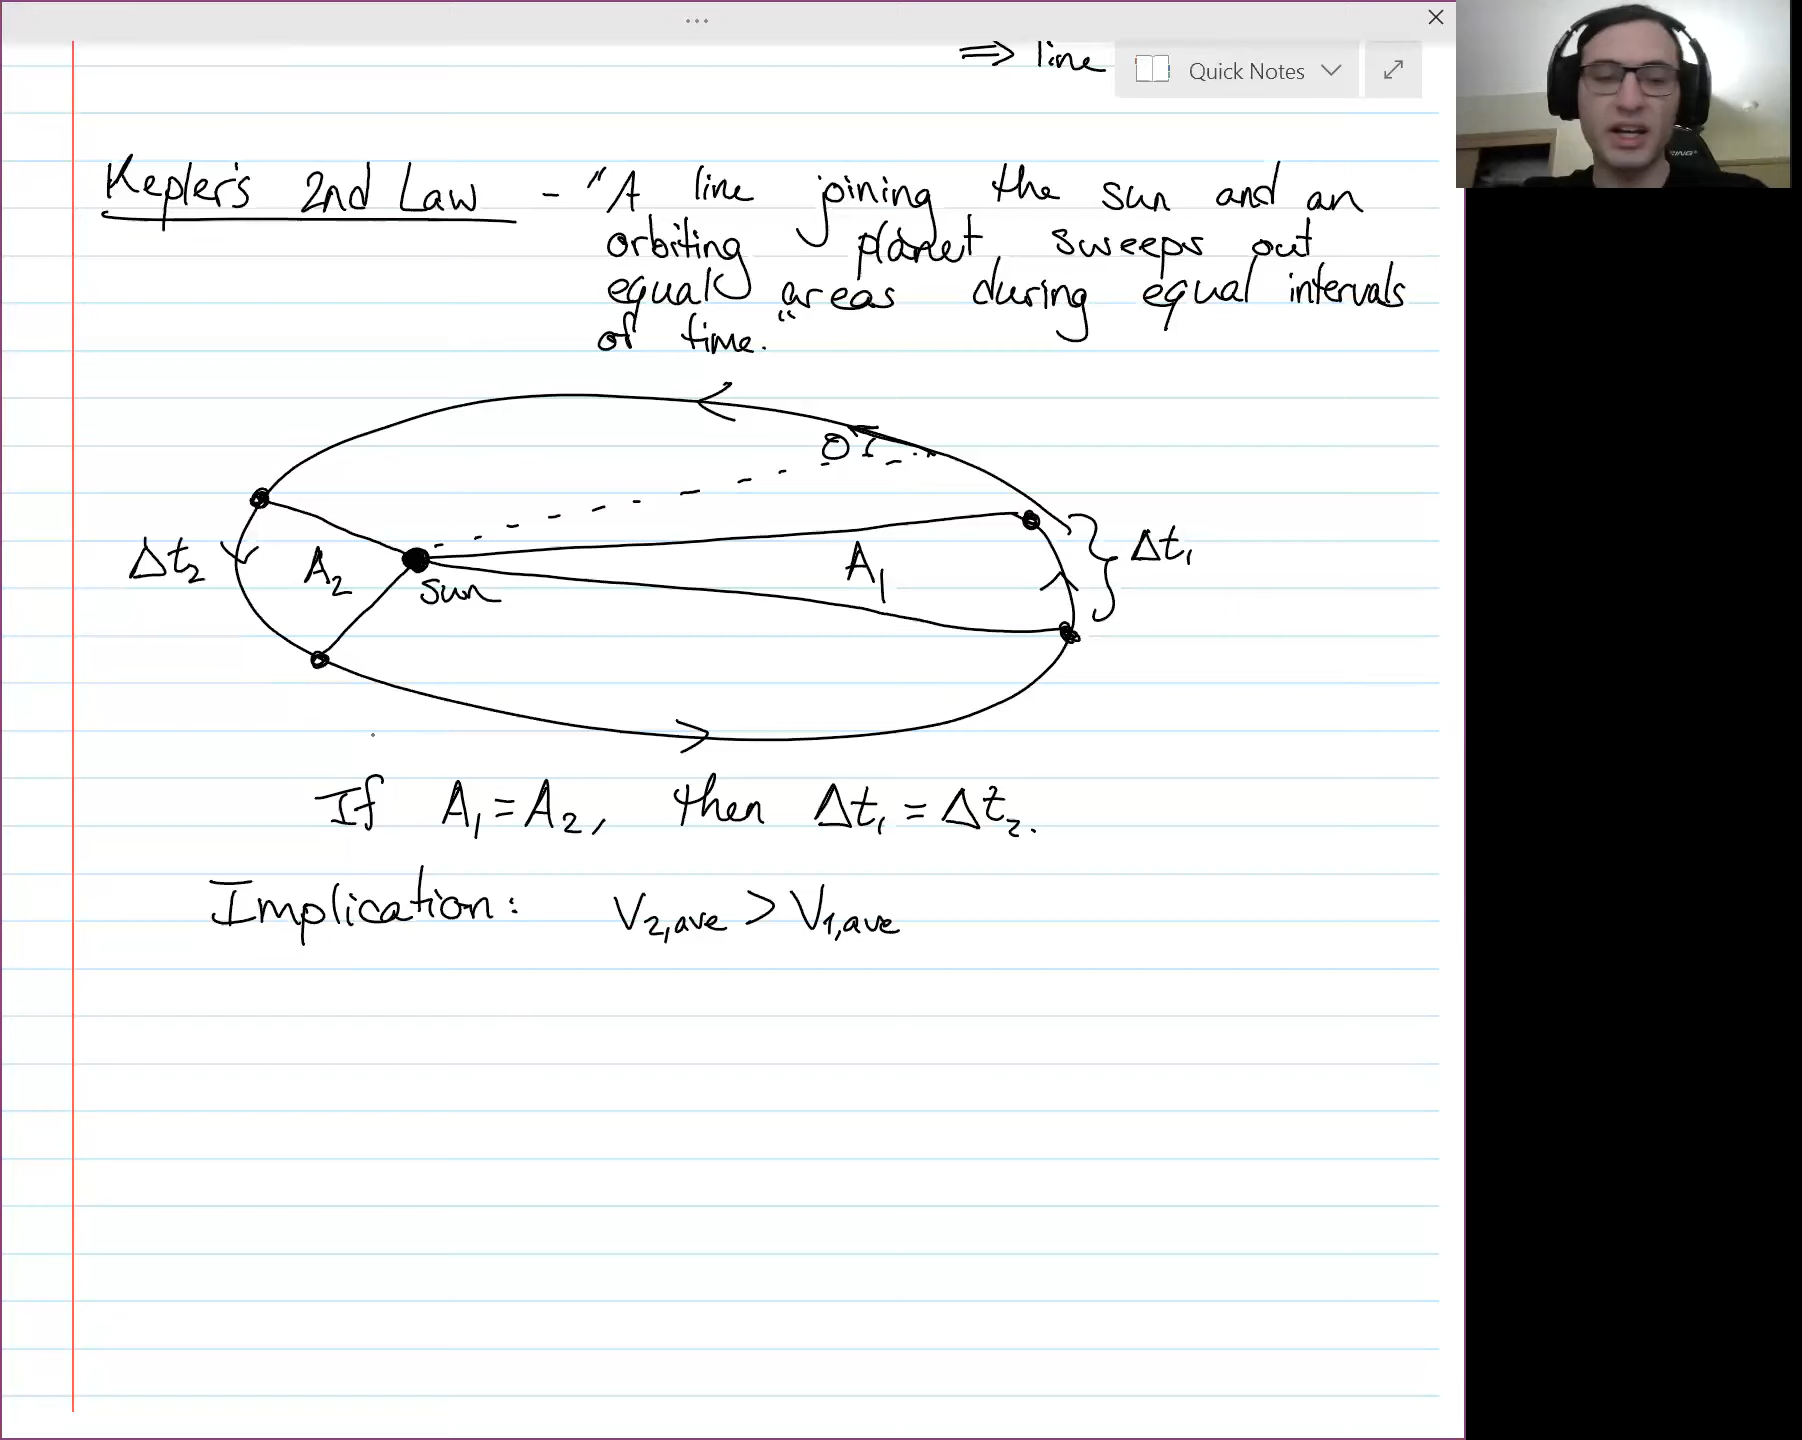 ⇒ line
Quick Notes
Kepler's 2nd Law - "A line joining the sun and an
orbiting planet sweeps out
equal areas during equal intervals
of time."
Δt₂
A₂
sun
A₁
Δt₁
If A₁ = A₂, then Δt₁ = Δt₂.
Implication: V₂,ave > V₁,ave